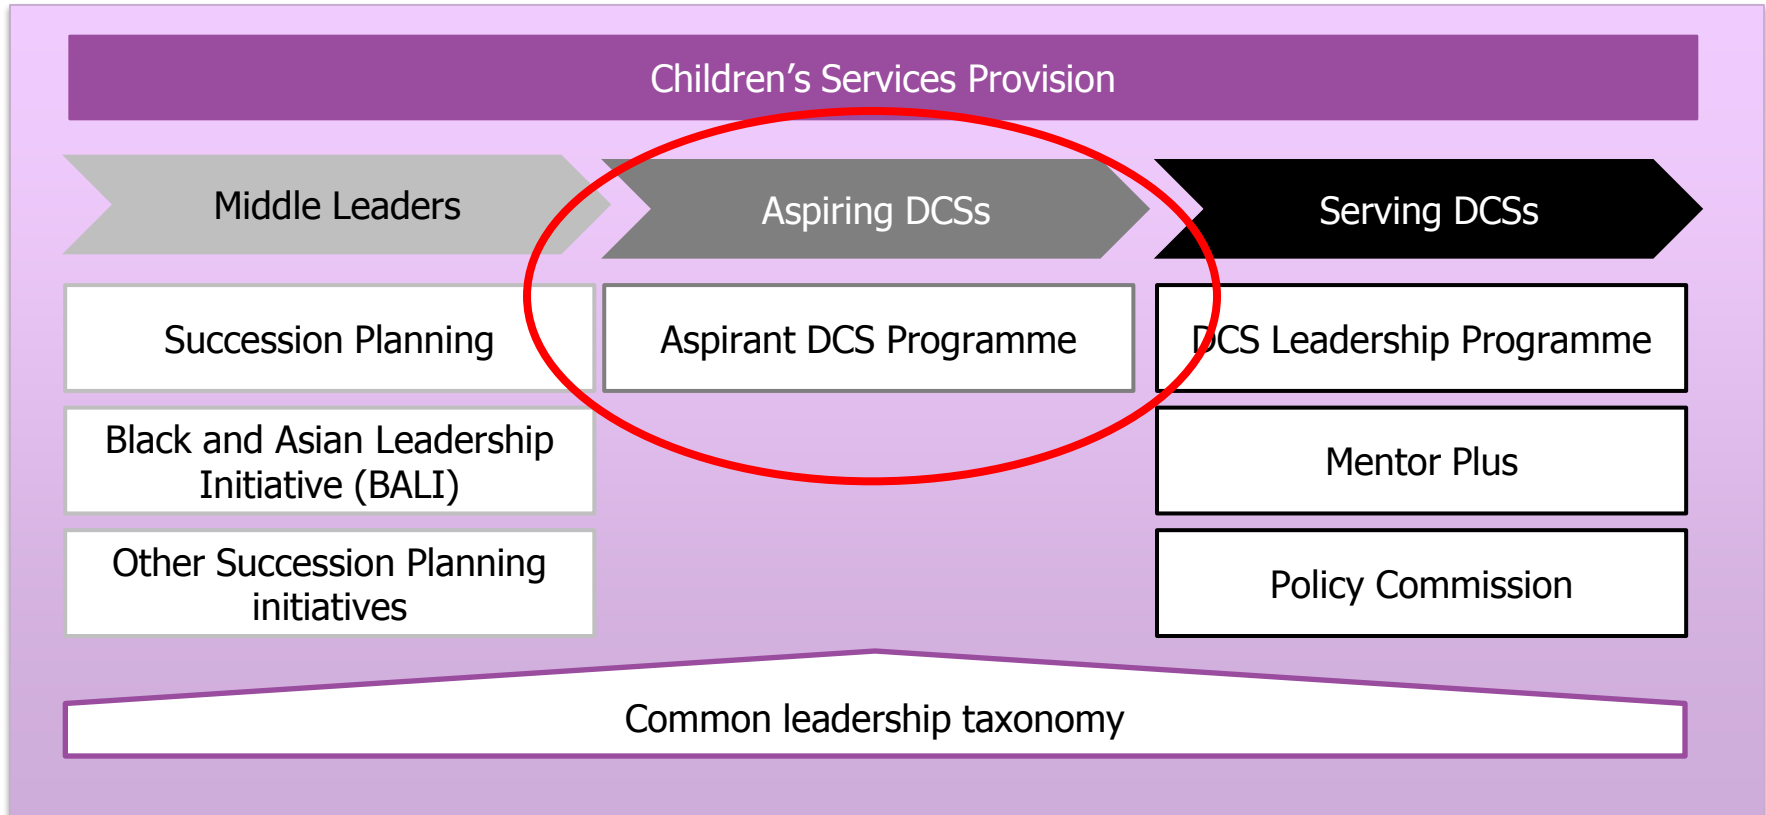 Children’s Services Provision
Middle Leaders
Aspiring DCSs
Serving DCSs
Succession Planning
Aspirant DCS Programme
DCS Leadership Programme
Black and Asian Leadership
Initiative (BALI)
Mentor Plus
Other Succession Planning
initiatives
Policy Commission
Common leadership taxonomy